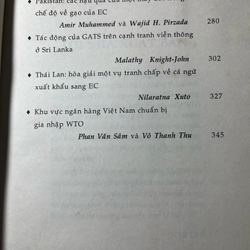 ♦ Pakistan: các hậu quả của một thay đổi trong
chế độ về gạo của EC
Amir Muhammed và Wajid H. Pirzada 280
♦ Tác động của GATS trên cạnh tranh viễn thông
ở Sri Lanka
Malathy Knight-John 302
♦ Thái Lan: hòa giải một vụ tranh chấp về cá ngừ
xuất khẩu sang EC
Nilaratna Xuto 327
♦ Khu vực ngân hàng Việt Nam chuẩn bị
gia nhập WTO
Phan Văn Sâm và Võ Thanh Thu 345